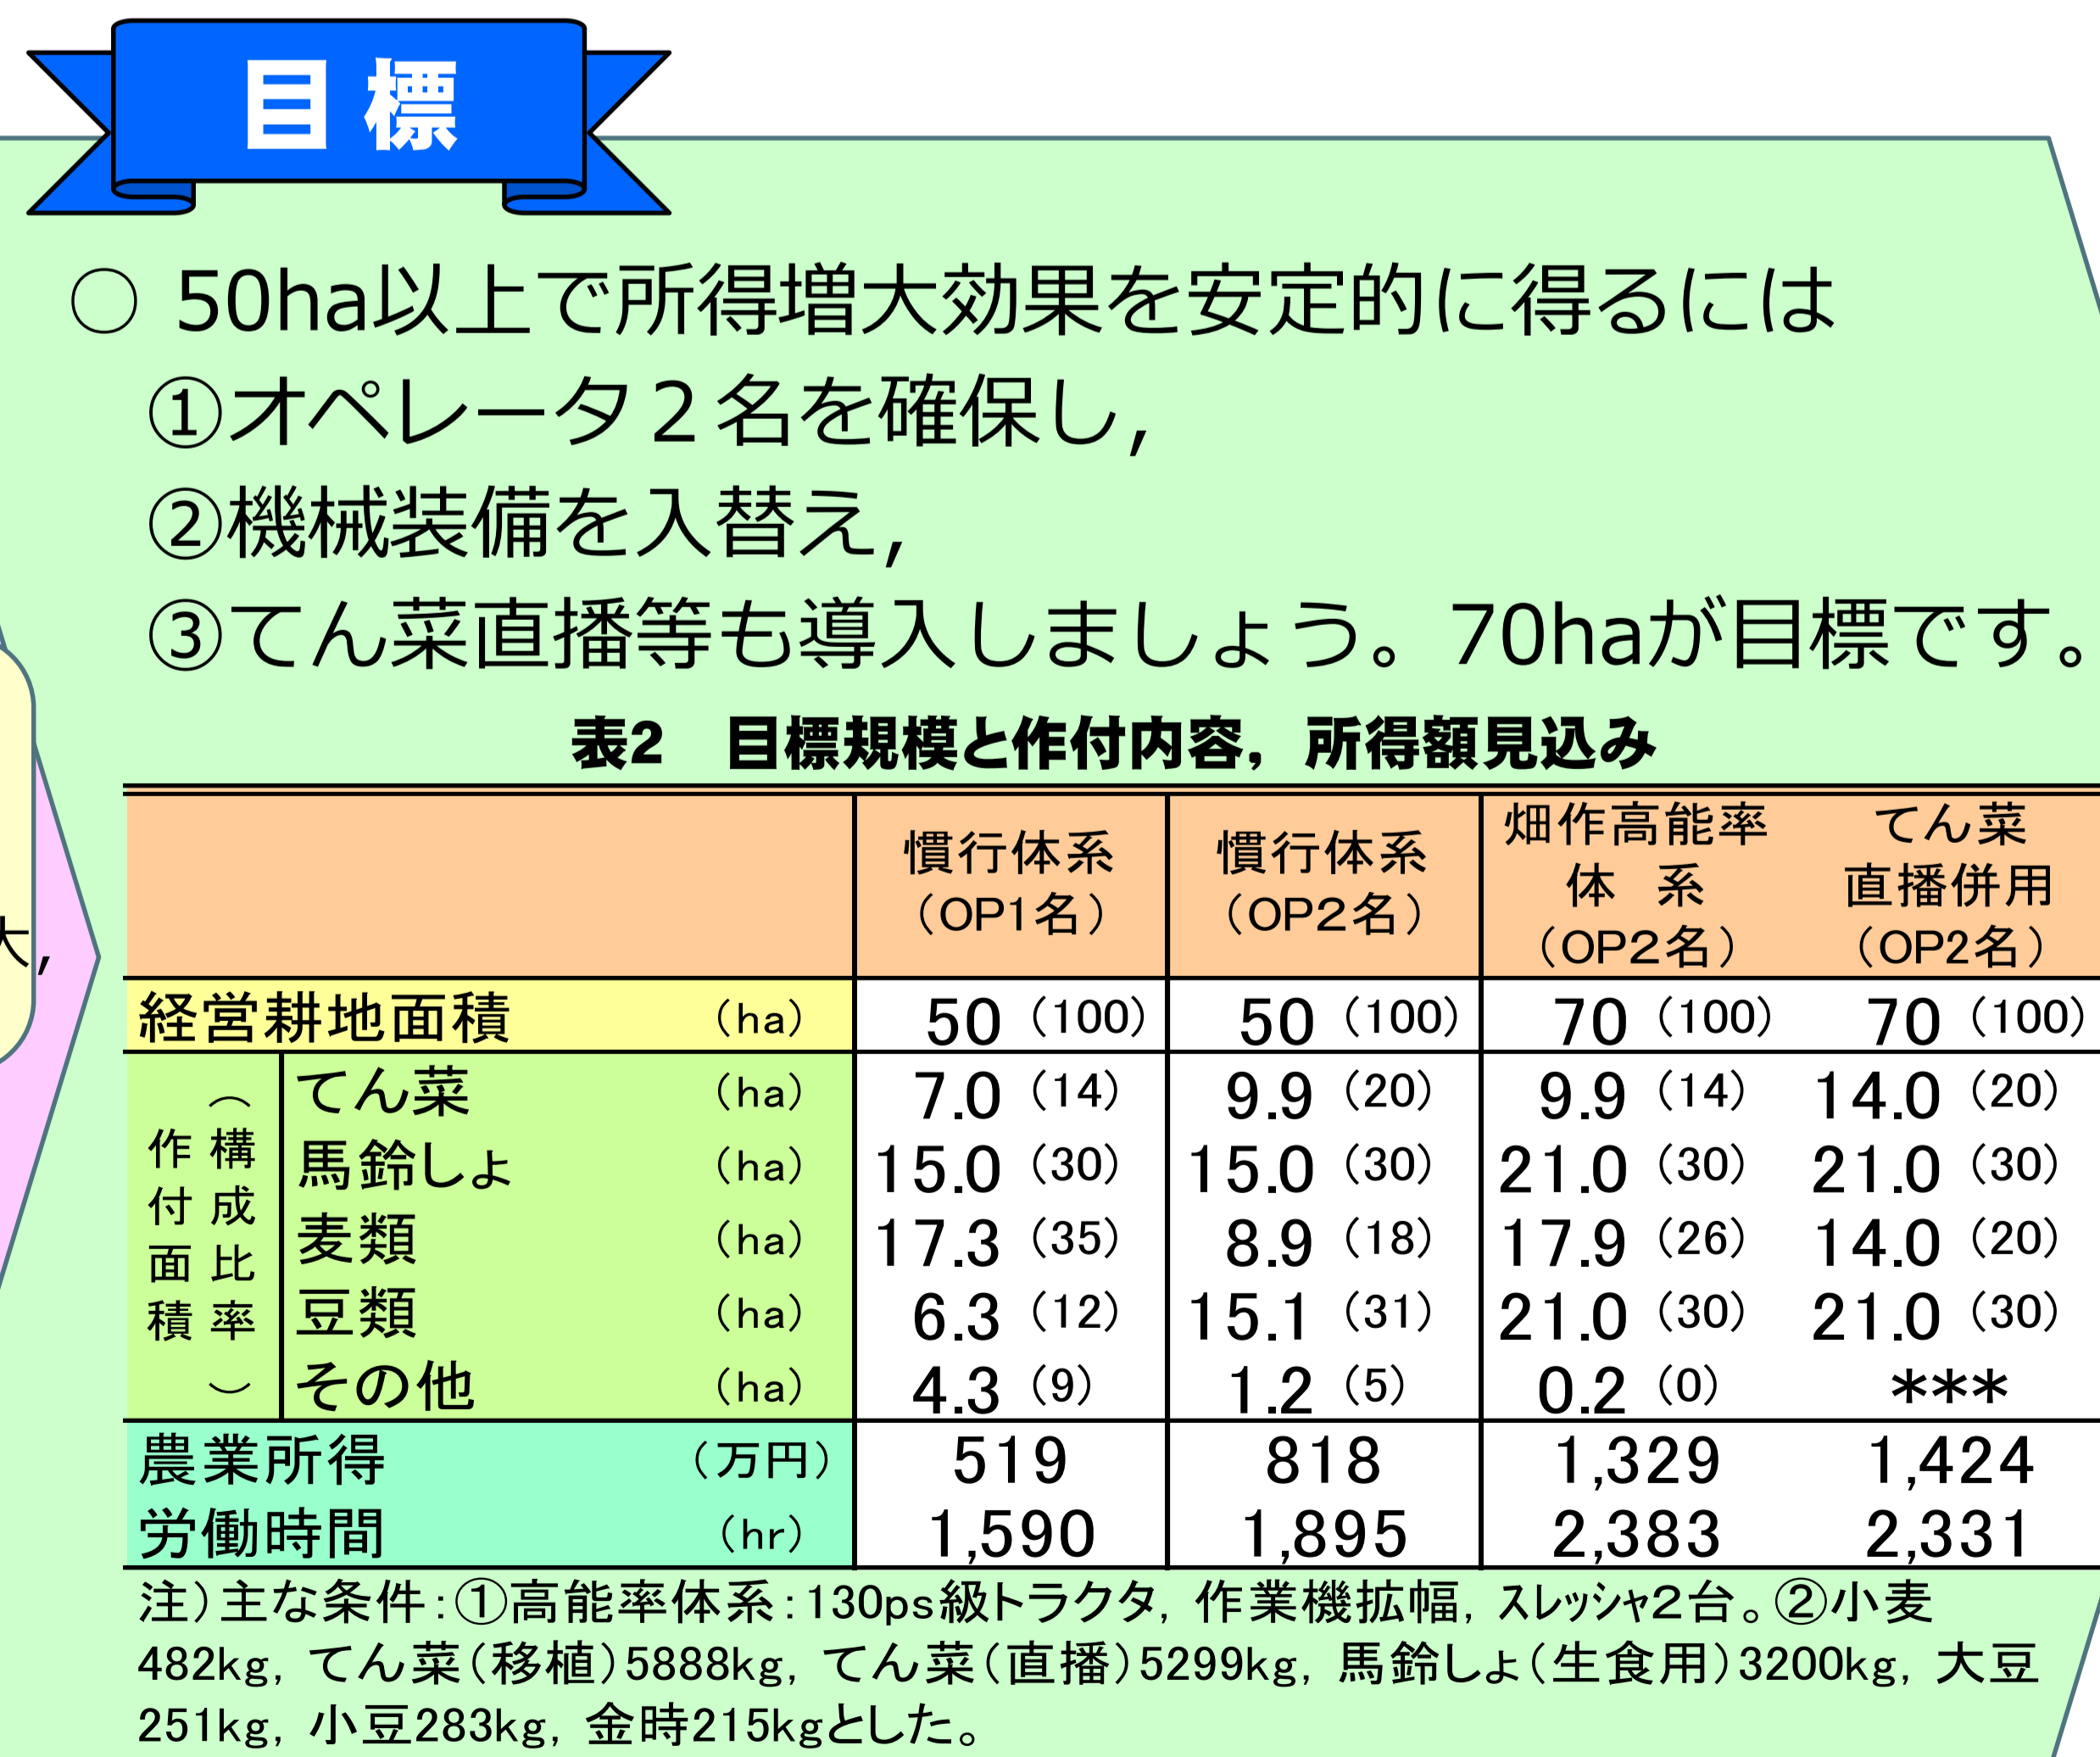 目 標
○ 50ha以上で所得増大効果を安定的に得るには
①オペレータ２名を確保し,
②機械装備を入替え,
③てん菜直播等も導入しましょう。70haが目標です。
大,
表2　目標規模と作付内容，所得額見込み
慣行体系（OP1名） 慣行体系（OP2名） 畑作高能率体　系（OP2名） てん菜直播併用（OP2名）
経営耕地面積 （ha） 50（100） 50（100） 70（100） 70（100）
作付面積（構成比率）
てん菜 （ha） 7.0（14） 9.9（20） 9.9（14） 14.0（20）
馬鈴しょ （ha） 15.0（30） 15.0（30） 21.0（30） 21.0（30）
麦類 （ha） 17.3（35） 8.9（18） 17.9（26） 14.0（20）
豆類 （ha） 6.3（12） 15.1（31） 21.0（30） 21.0（30）
その他 （ha） 4.3（9） 1.2（5） 0.2（0） ***
農業所得 （万円） 519 818 1,329 1,424
労働時間 （hr） 1,590 1,895 2,383 2,331
注）主な条件：①高能率体系：130ps級トラクタ，作業機拡幅，スレッシャ２台。②小麦
482kg，てん菜（移植）5888kg，てん菜（直播）5299kg，馬鈴しょ（生食用）3200kg，大豆
251kg，小豆283kg，金時215kgとした。